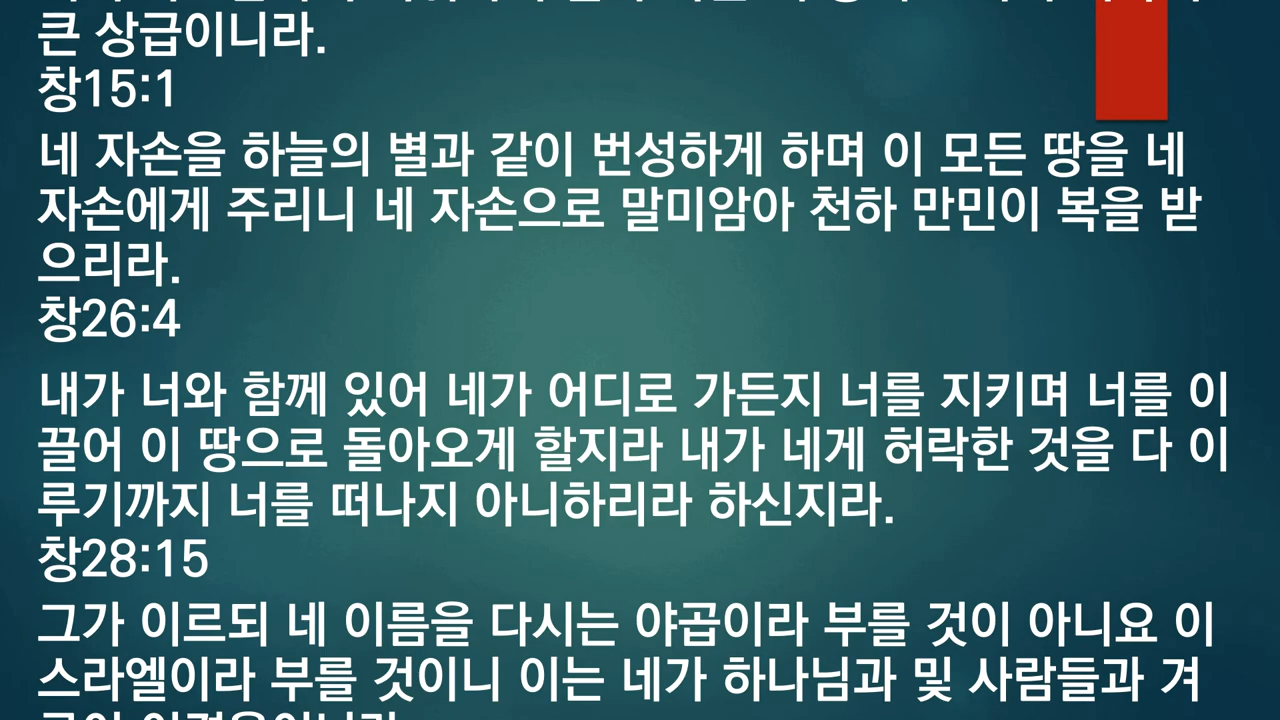 큰 상급이니라.
창15:1
네 자손을 하늘의 별과 같이 번성하게 하며 이 모든 땅을 네
자손에게 주리니 네 자손으로 말미암아 천하 만민이 복을 받
으리라.
창26:4
내가 너와 함께 있어 네가 어디로 가든지 너를 지키며 너를 이
끌어 이 땅으로 돌아오게 할지라 내가 네게 허락한 것을 다 이
루기까지 너를 떠나지 아니하리라 하신지라.
창28:15
그가 이르되 네 이름을 다시는 야곱이라 부를 것이 아니요 이
스라엘이라 부를 것이니 이는 네가 하나님과 및 사람들과 겨